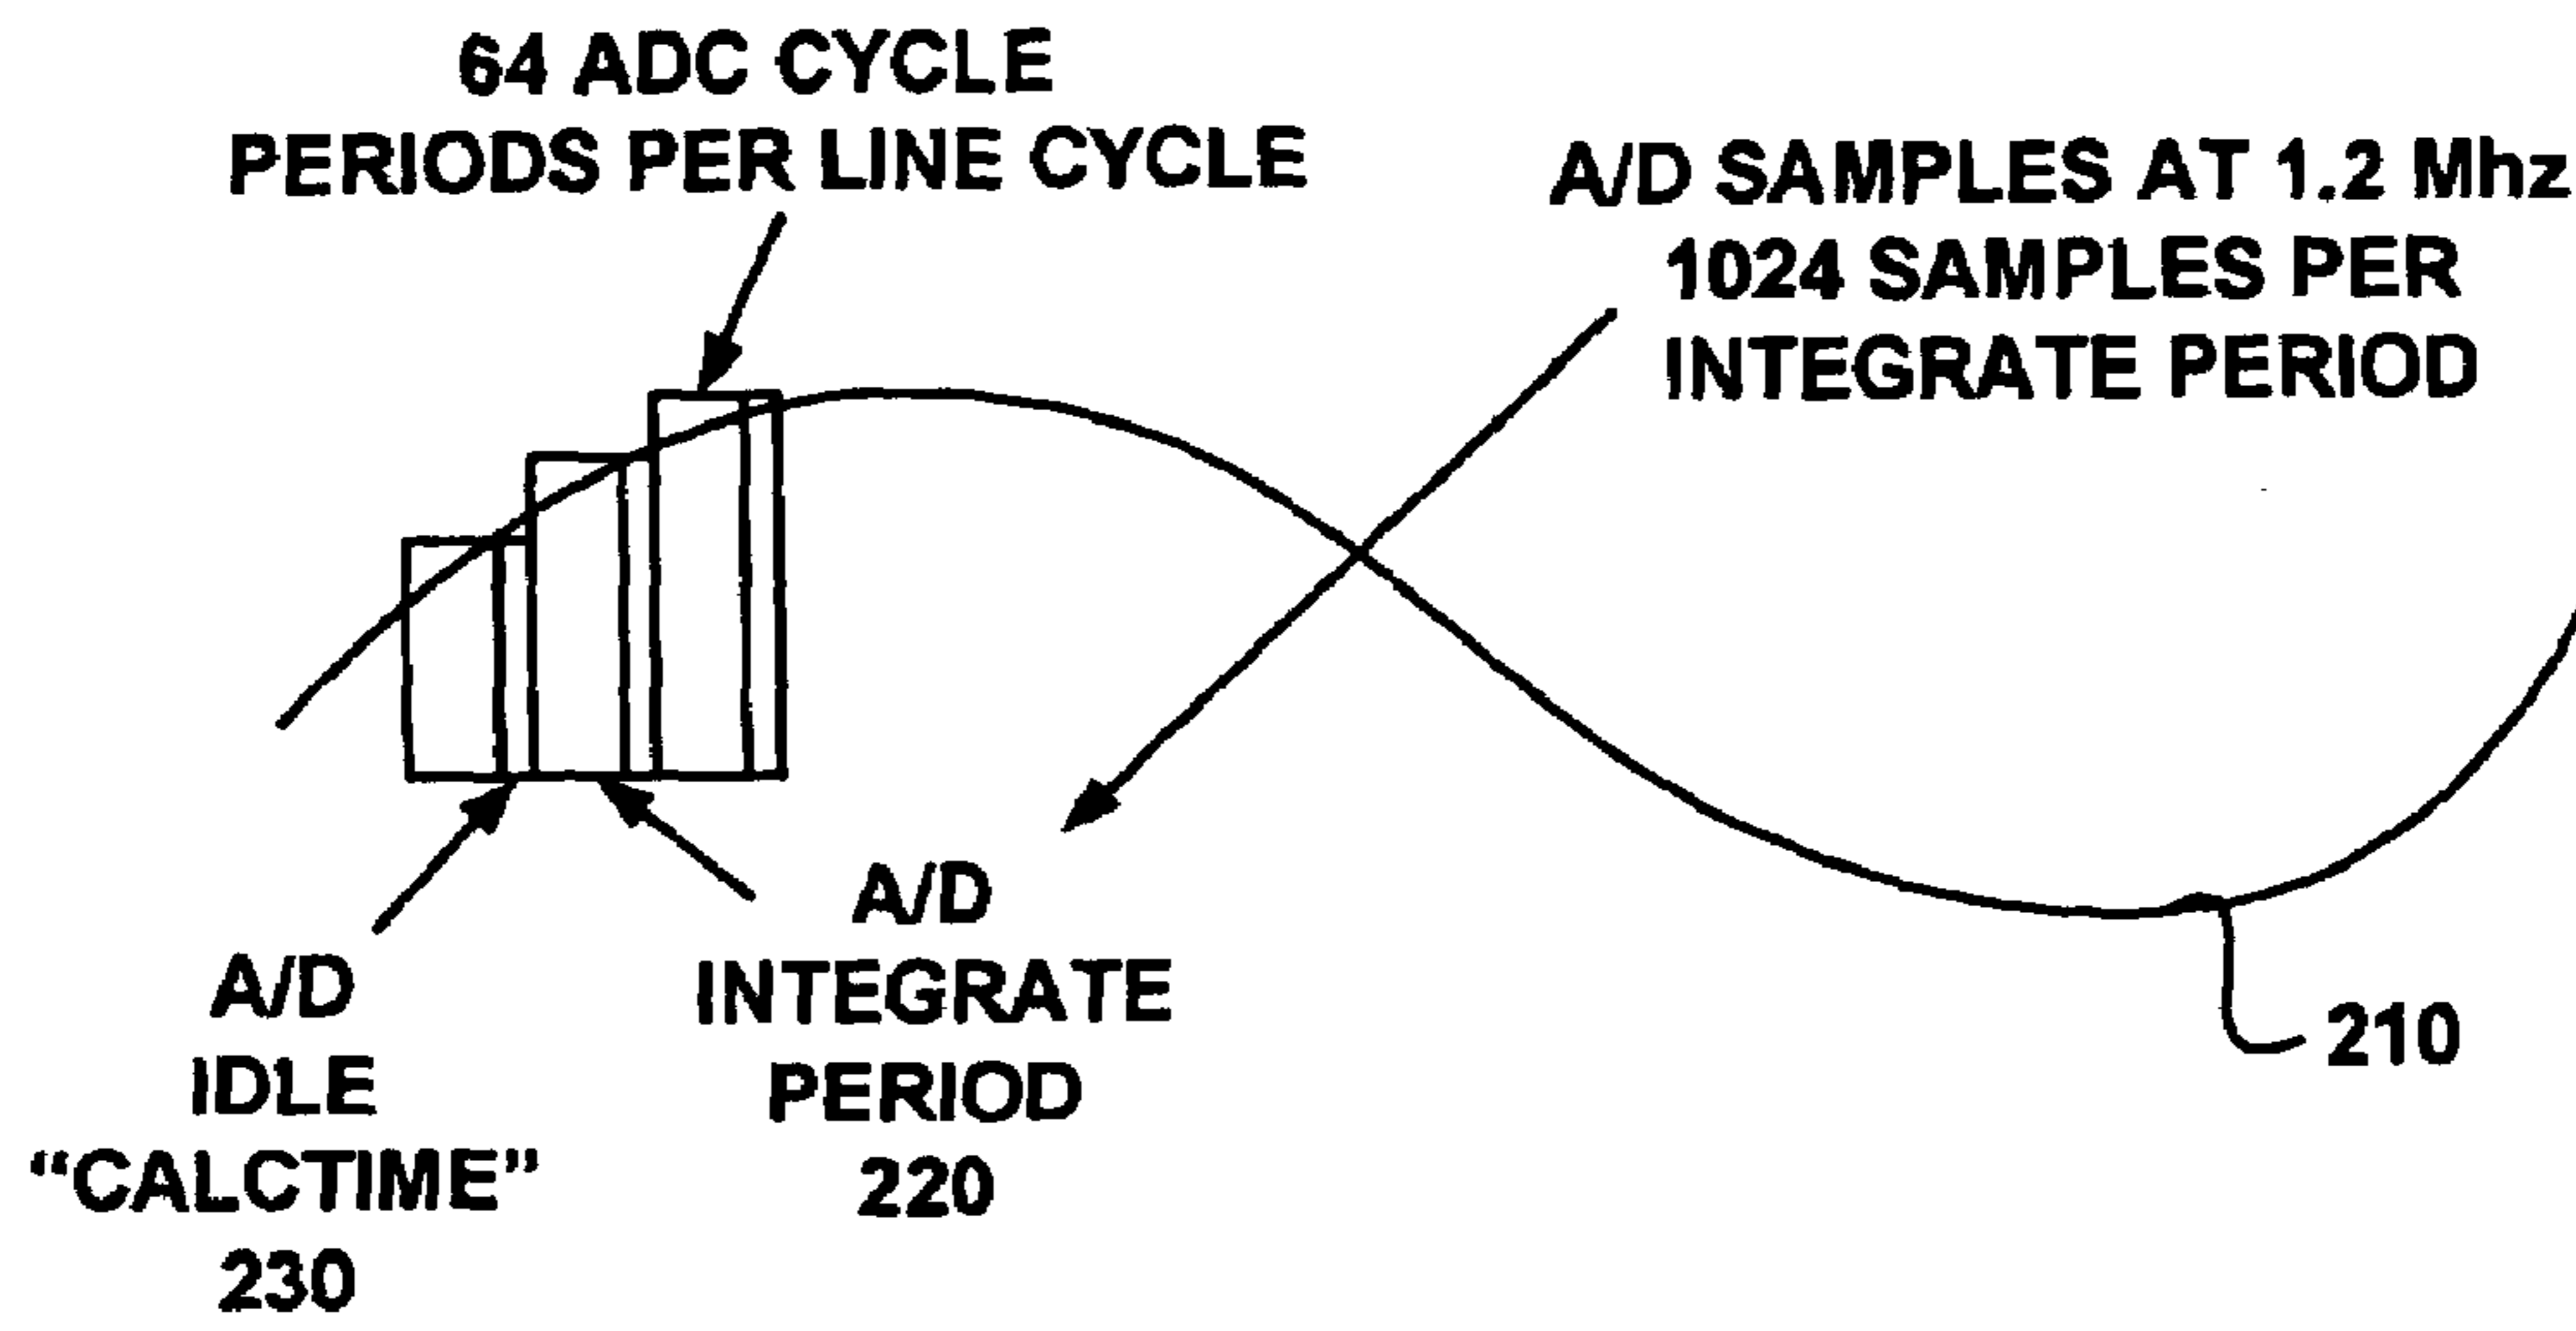 64 ADC CYCLE
PERIODS PER LINE CYCLE
A/D SAMPLES AT 1.2 Mhz
1024 SAMPLES PER
INTEGRATE PERIOD
A/D
IDLE
“CALCTIME”
230
A/D
INTEGRATE
PERIOD
220
210